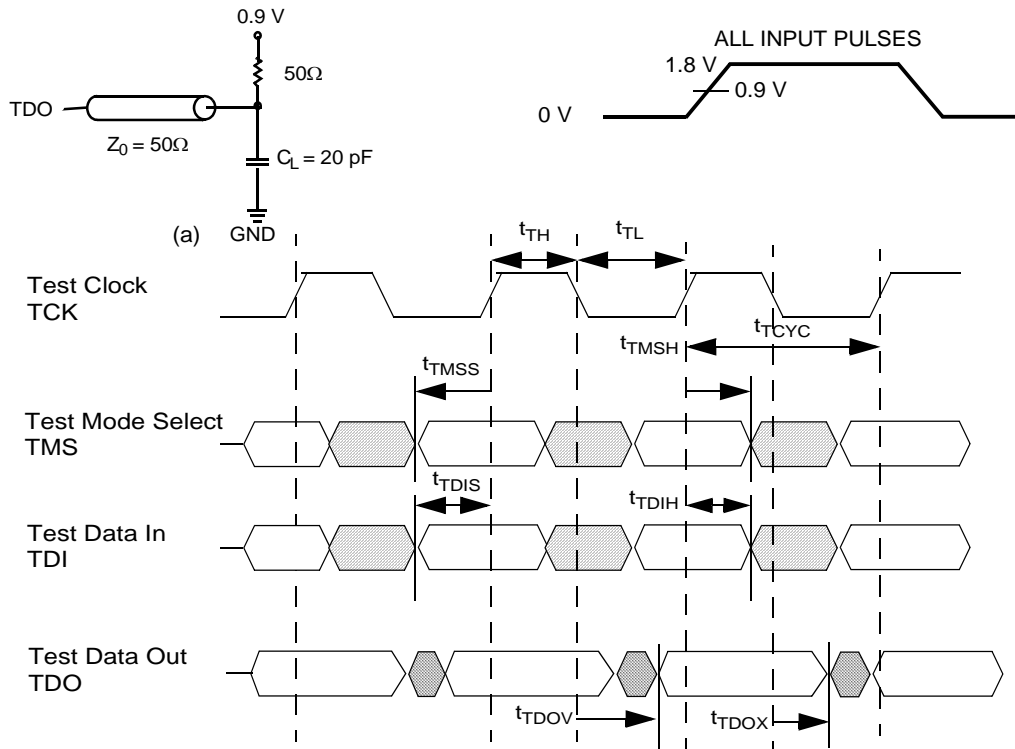 0.9 V
50Ω
TDO
Z0 = 50Ω
CL = 20 pF
(a) GND
ALL INPUT PULSES
1.8 V
0.9 V
0 V
tTH
tTL
Test Clock
TCK
tTCYC
tTMSH
tTMSS
Test Mode Select
TMS
tTDIS
tTDIH
Test Data In
TDI
Test Data Out
TDO
tTDOV
tTDOX